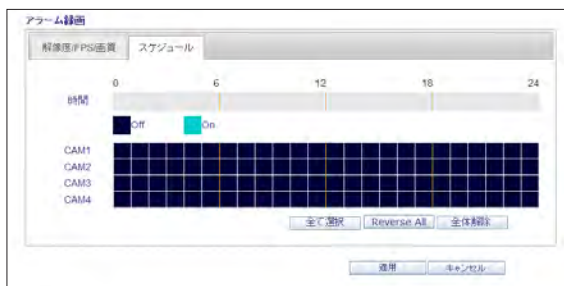 アラーム録画
解像度/FPS/画質 スケジュール
0 6 12 18 24
時間
Off On
CAM1
CAM2
CAM3
CAM4
全て選択 Reverse All 全体解除
適用 キャンセル